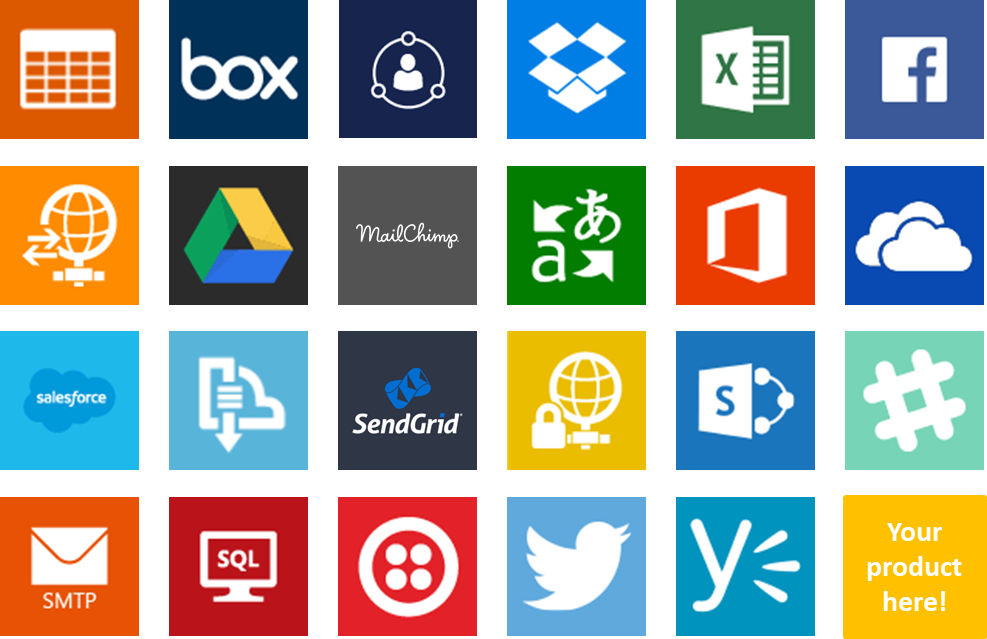 box
X
f
MailChimp
あ
a
salesforce
SendGrid
S
SMTP
SQL
y
Your
product
here!